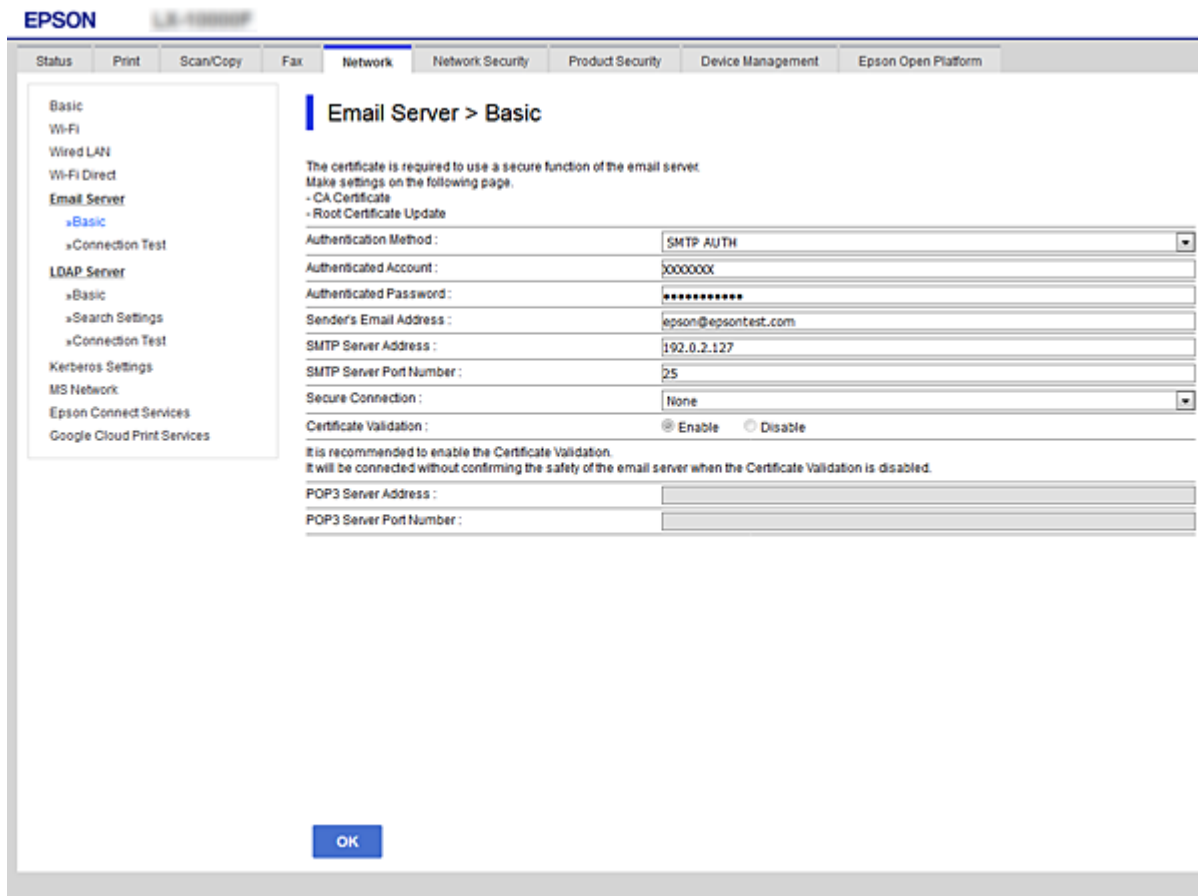 EPSON
Status Print Scan/Copy Fax Network Network Security Product Security Device Management Epson Open Platform
Basic
Wi-Fi
Wired LAN
Wi-Fi Direct
Email Server
»Basic
»Connection Test
LDAP Server
»Basic
»Search Settings
»Connection Test
Kerberos Settings
MS Network
Epson Connect Services
Google Cloud Print Services
Email Server > Basic
The certificate is required to use a secure function of the email server.
Make settings on the following page.
- CA Certificate
- Root Certificate Update
Authentication Method : SMTP AUTH
Authenticated Account : XXXXXXX
Authenticated Password : •••••••••••
Sender's Email Address : epson@epsontest.com
SMTP Server Address : 192.0.2.127
SMTP Server Port Number : 25
Secure Connection : None
Certificate Validation : Enable Disable
It is recommended to enable the Certificate Validation.
It will be connected without confirming the safety of the email server when the Certificate Validation is disabled.
POP3 Server Address :
POP3 Server Port Number :
OK